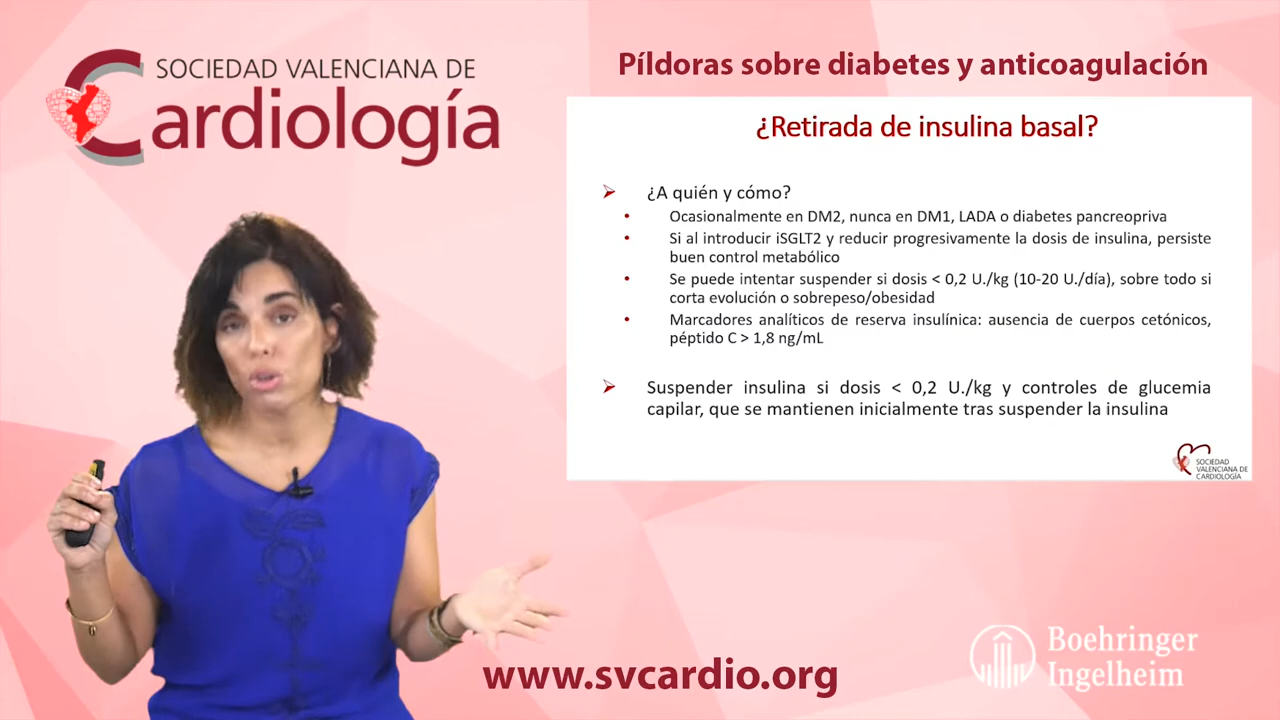 SOCIEDAD VALENCIANA DE
Cardiología
Píldoras sobre diabetes y anticoagulación
¿Retirada de insulina basal?
¿A quién y cómo?
Ocasionalmente en DM2, nunca en DM1, LADA o diabetes pancreopriva
Si al introducir iSGLT2 y reducir progresivamente la dosis de insulina, persiste
buen control metabólico
Se puede intentar suspender si dosis < 0,2 U./kg (10-20 U./día), sobre todo si
corta evolución o sobrepeso/obesidad
Marcadores analíticos de reserva insulínica: ausencia de cuerpos cetónicos,
péptido C > 1,8 ng/mL
Suspender insulina si dosis < 0,2 U./kg y controles de glucemia
capilar, que se mantienen inicialmente tras suspender la insulina
SOCIEDAD
VALENCIANA DE
CARDIOLOGÍA
www.svcardio.org
Boehringer
Ingelheim